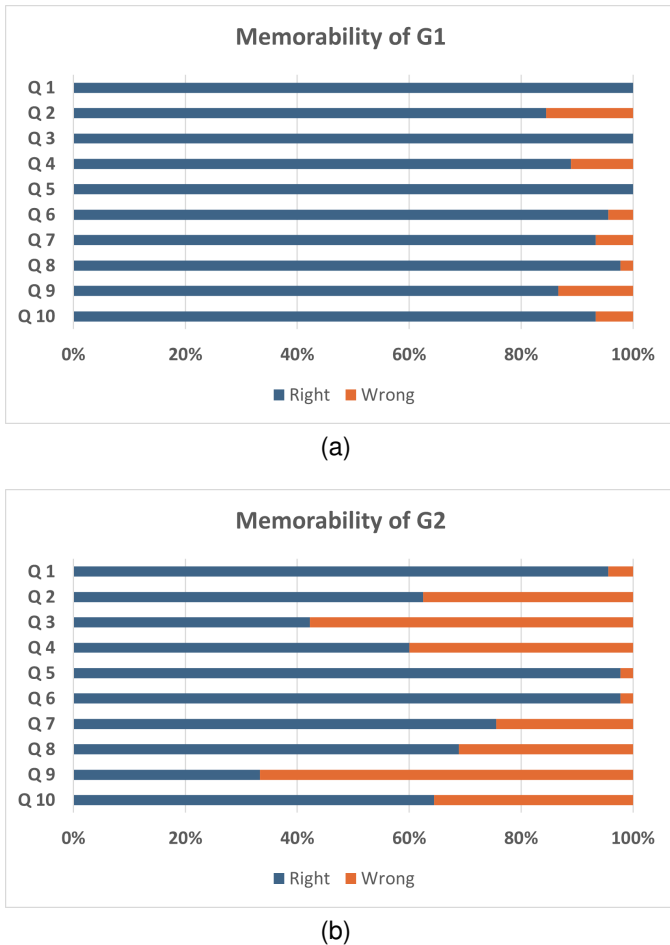 Memorability of G1
Q 1
Q 2
Q 3
Q 4
Q 5
Q 6
Q 7
Q 8
Q 9
Q 10
0% 20% 40% 60% 80% 100%
Right Wrong
(a)
Memorability of G2
Q 1
Q 2
Q 3
Q 4
Q 5
Q 6
Q 7
Q 8
Q 9
Q 10
0% 20% 40% 60% 80% 100%
Right Wrong
(b)